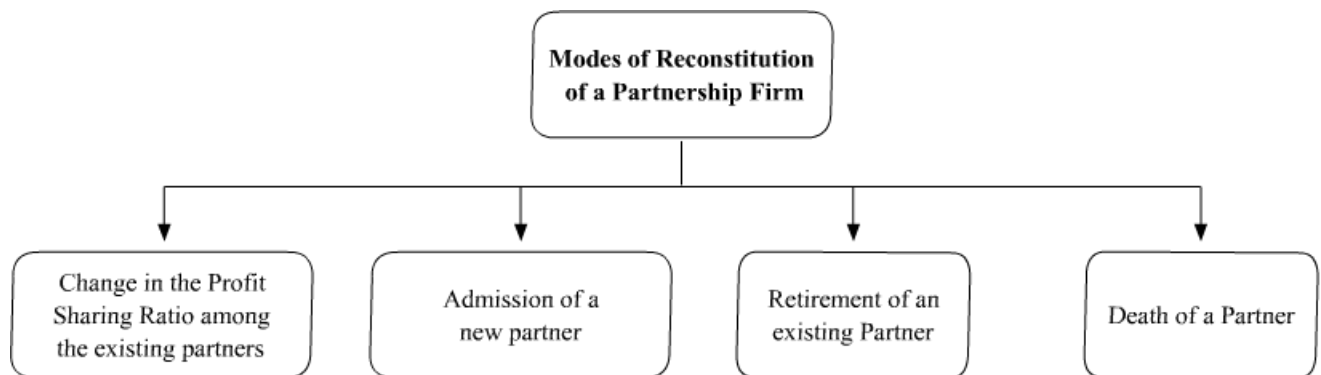 Modes of Reconstitution
of a Partnership Firm
Change in the Profit
Sharing Ratio among
the existing partners
Admission of a
new partner
Retirement of an
existing Partner
Death of a Partner